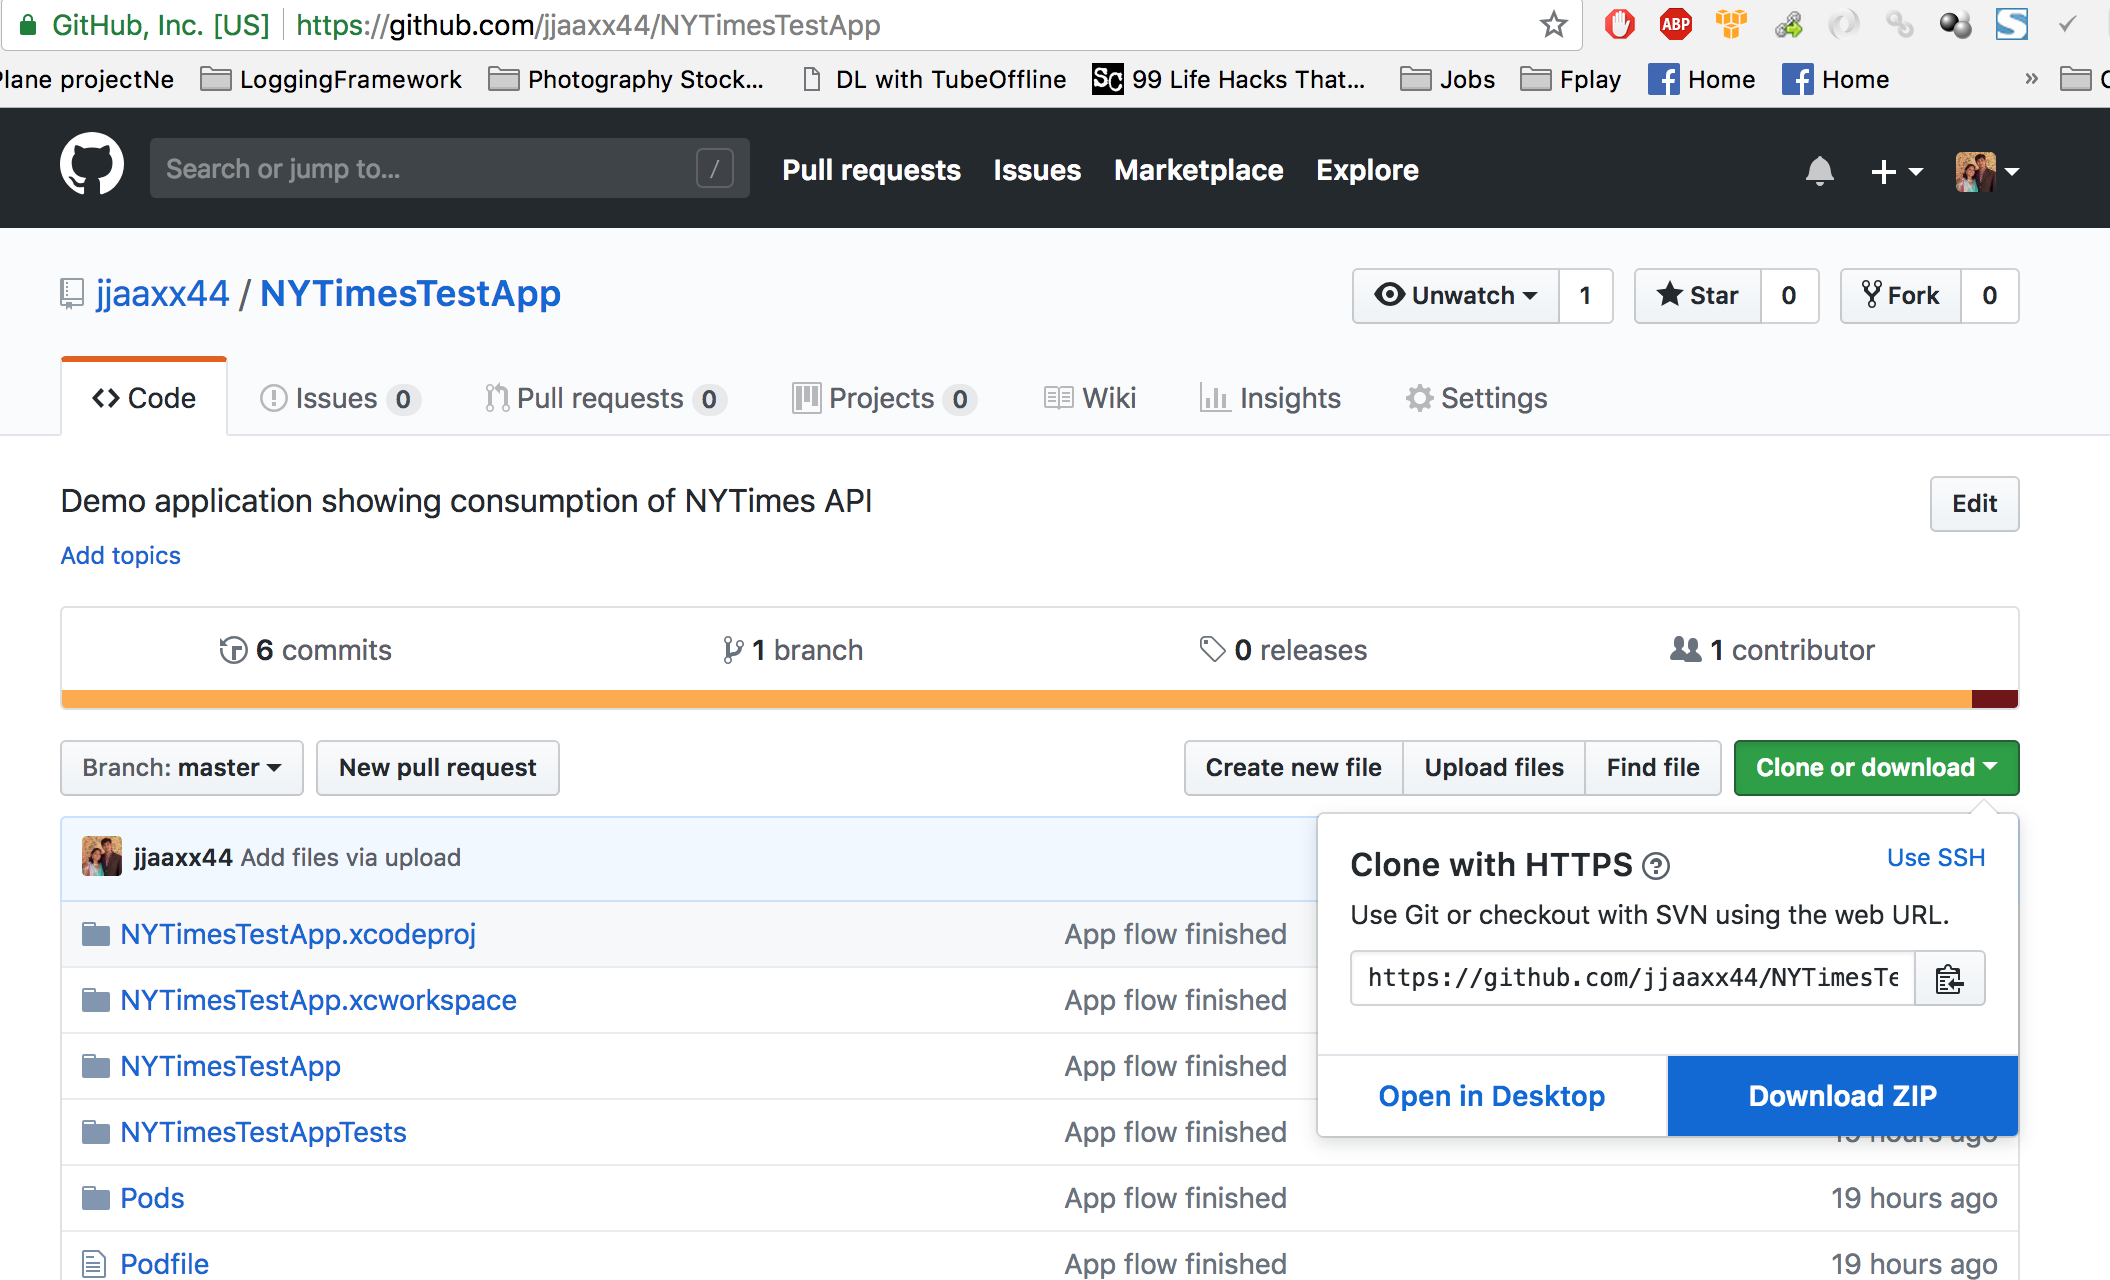 GitHub, Inc. [US] https://github.com/jjaaxx44/NYTimesTestApp
ABP
S
lane projectNe LoggingFramework Photography Stock... DL with TubeOffline Sc 99 Life Hacks That... Jobs Fplay f Home f Home »
Search or jump to... / Pull requests Issues Marketplace Explore
jjaaxx44 / NYTimesTestApp Unwatch 1 Star 0 Fork 0
Code Issues 0 Pull requests 0 Projects 0 Wiki Insights Settings
Demo application showing consumption of NYTimes API Edit
Add topics
6 commits 1 branch 0 releases 1 contributor
Branch: master New pull request Create new file Upload files Find file Clone or download
jjaaxx44 Add files via upload
Clone with HTTPS ? Use SSH
Use Git or checkout with SVN using the web URL.
https://github.com/jjaaxx44/NYTimesTe
Open in Desktop Download ZIP
NYTimesTestApp.xcodeproj App flow finished
NYTimesTestApp.xcworkspace App flow finished
NYTimesTestApp App flow finished
NYTimesTestAppTests App flow finished 19 hours ago
Pods App flow finished 19 hours ago
Podfile App flow finished 19 hours ago